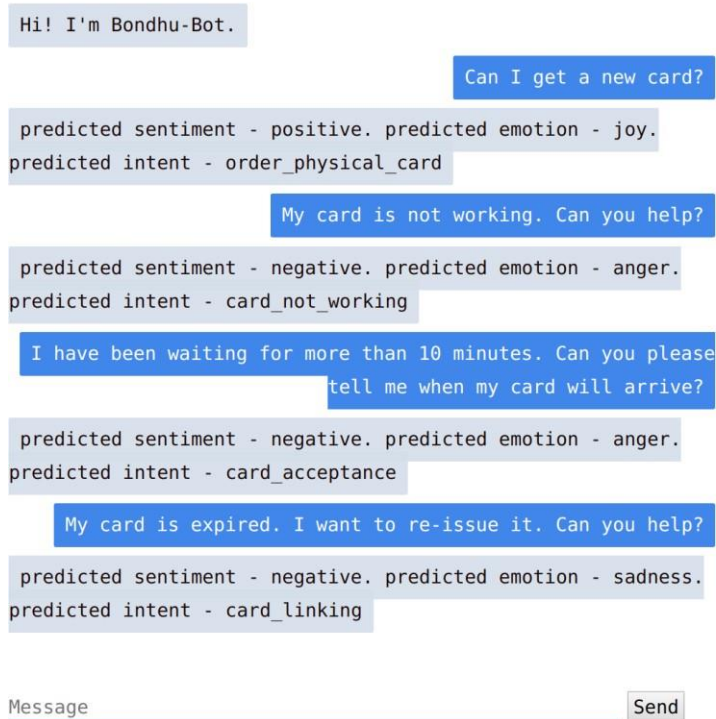 Hi! I'm Bondhu-Bot.
Can I get a new card?
predicted sentiment - positive. predicted emotion - joy.
predicted intent - order_physical_card
My card is not working. Can you help?
predicted sentiment - negative. predicted emotion - anger.
predicted intent - card_not_working
I have been waiting for more than 10 minutes. Can you please
tell me when my card will arrive?
predicted sentiment - negative. predicted emotion - anger.
predicted intent - card_acceptance
My card is expired. I want to re-issue it. Can you help?
predicted sentiment - negative. predicted emotion - sadness.
predicted intent - card_linking
Message Send